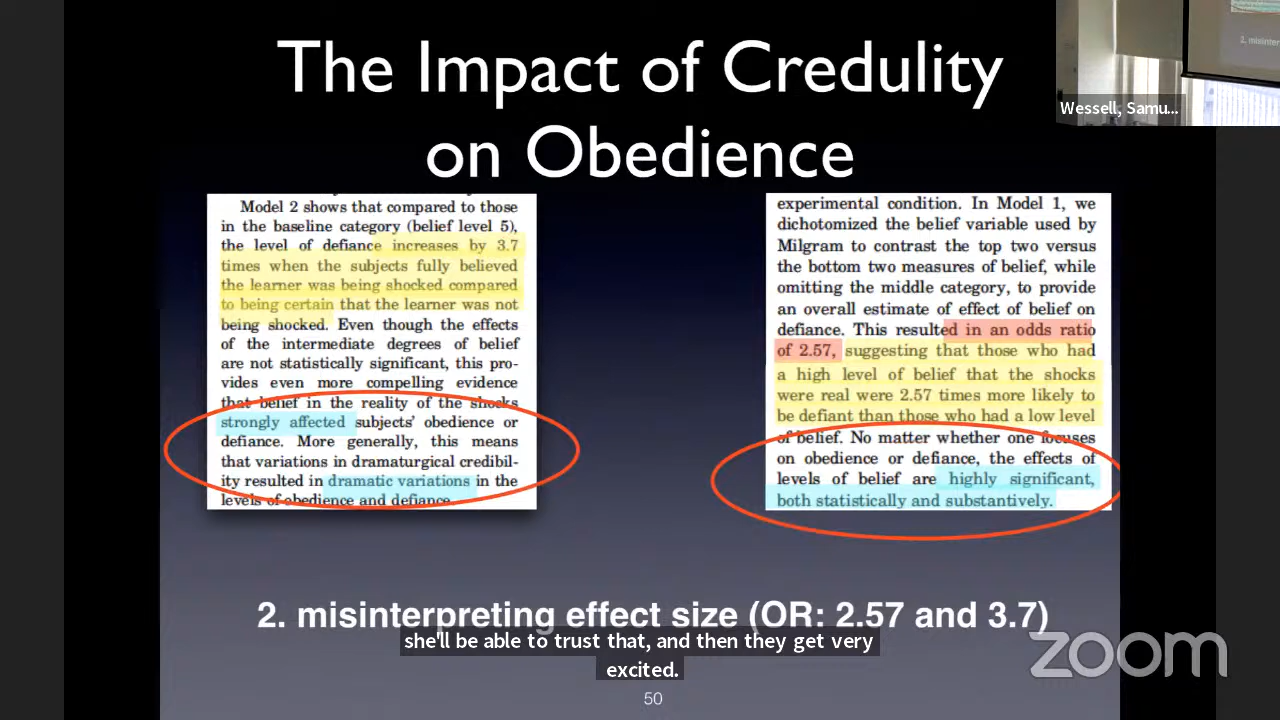 The Impact of Credulity
on Obedience
2. misinter
Wessell, Samu...
Model 2 shows that compared to those
in the baseline category (belief level 5),
the level of defiance increases by 3.7
times when the subjects fully believed
the learner was being shocked compared
to being certain that the learner was not
being shocked. Even though the effects
of the intermediate degrees of belief
are not statistically significant, this pro-
vides even more compelling evidence
that belief in the reality of the shocks
strongly affected subjects' obedience or
defiance. More generally, this means
that variations in dramaturgical credibil-
ity resulted in dramatic variations in the
levels of obedience and defiance.
experimental condition. In Model 1, we
dichotomized the belief variable used by
Milgram to contrast the top two versus
the bottom two measures of belief, while
omitting the middle category, to provide
an overall estimate of effect of belief on
defiance. This resulted in an odds ratio
of 2.57, suggesting that those who had
a high level of belief that the shocks
were real were 2.57 times more likely to
be defiant than those who had a low level
of belief. No matter whether one focuses
on obedience or defiance, the effects of
levels of belief are highly significant,
both statistically and substantively.
2. misinterpreting effect size (OR: 2.57 and 3.7)
she'll be able to trust that, and then they get very
excited.
zoom
50